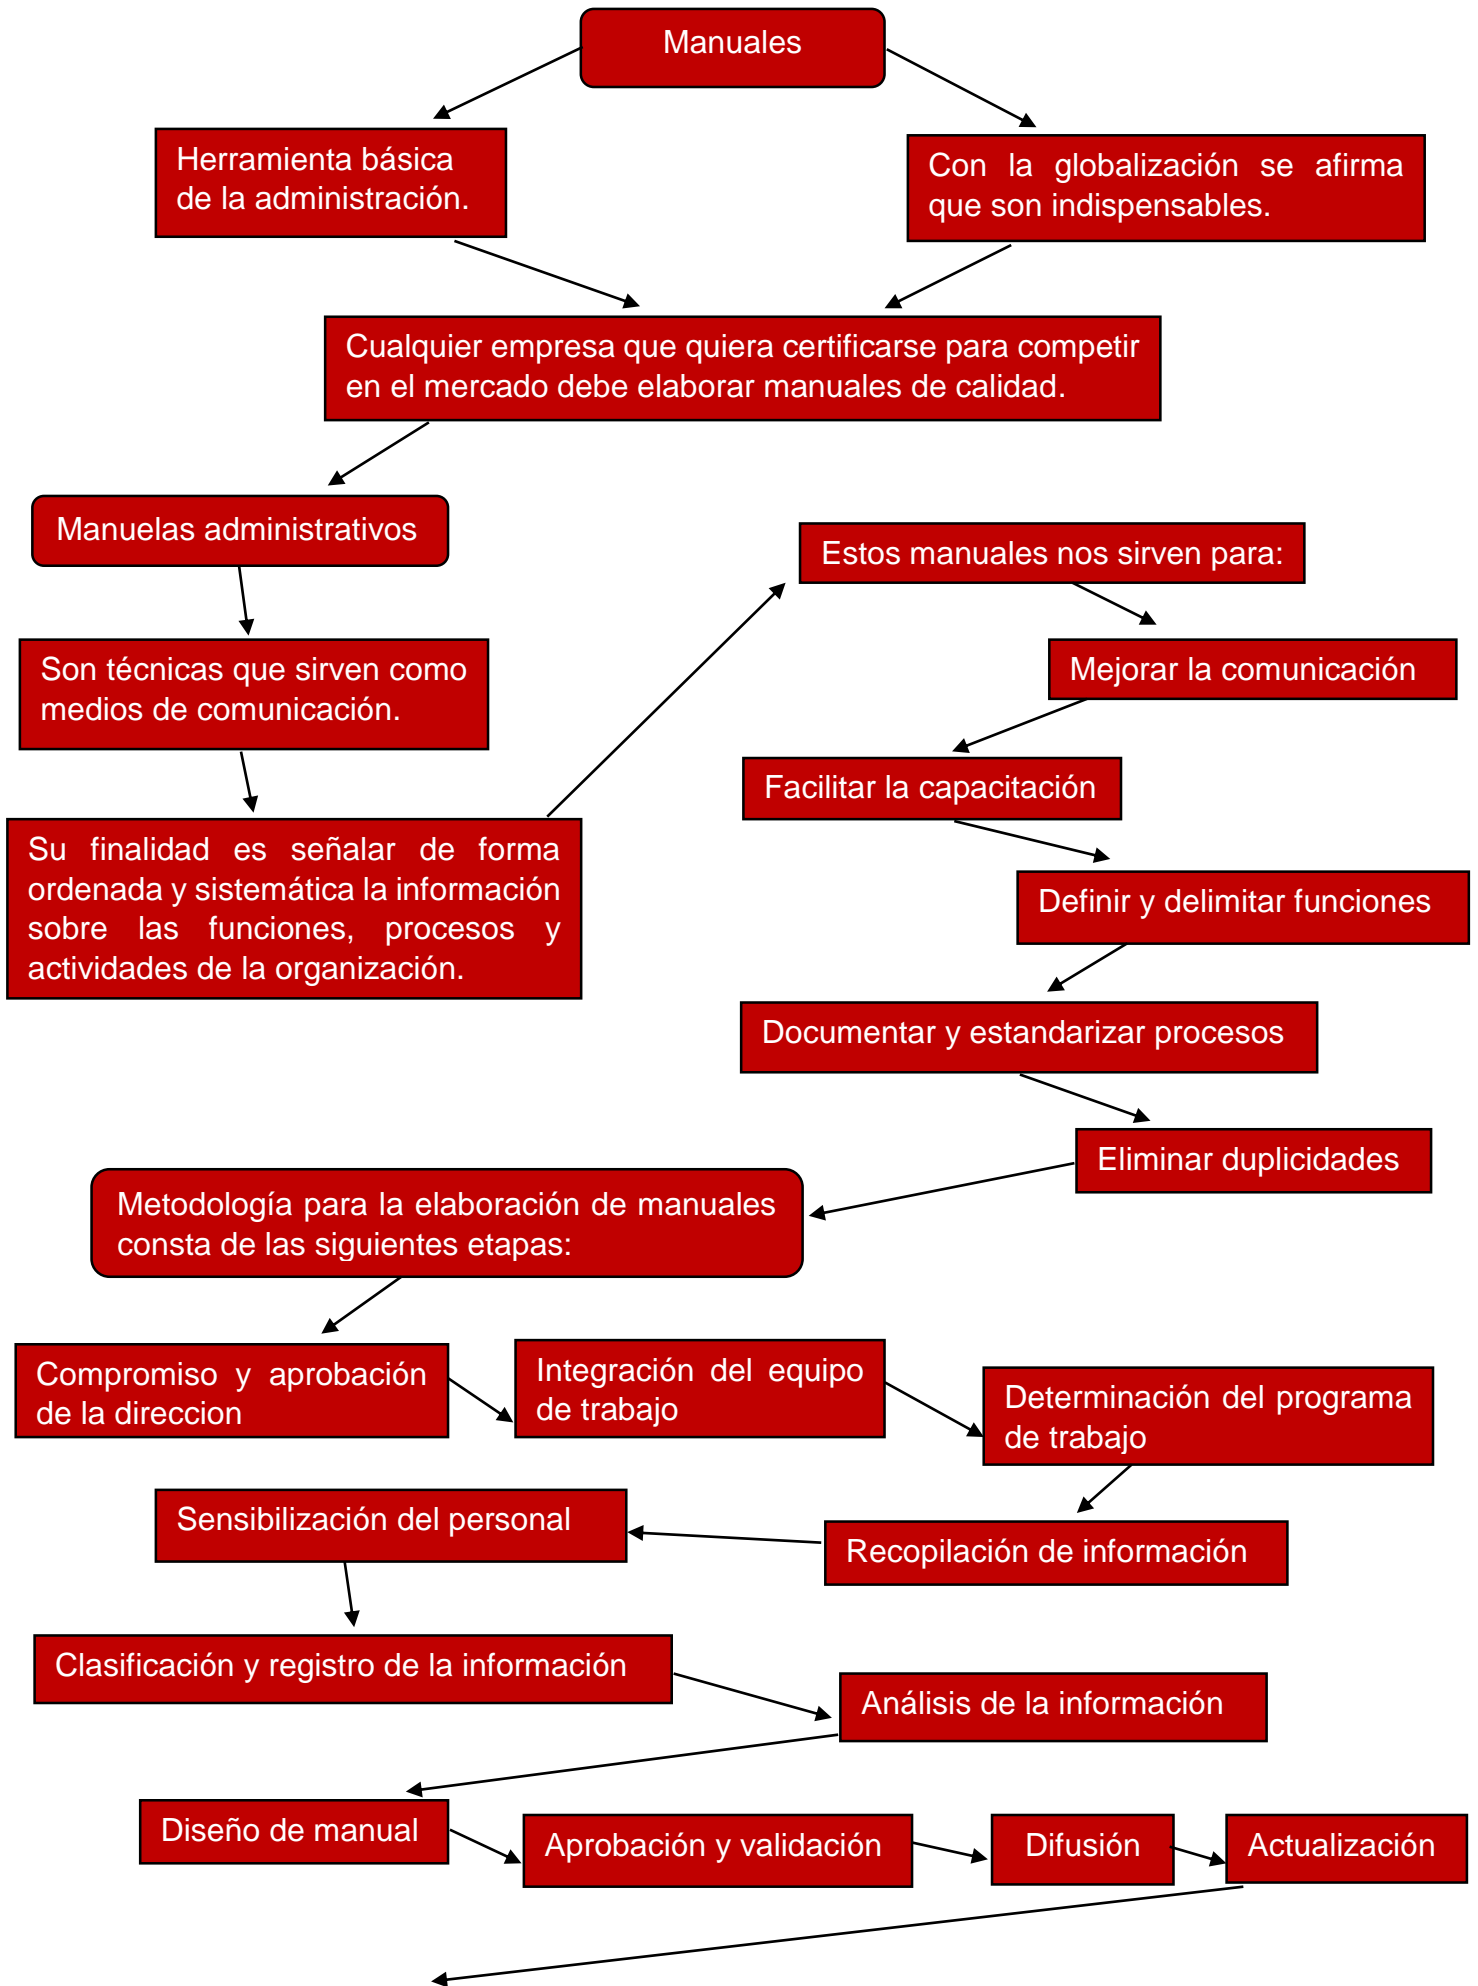 Manuales
Herramienta básica
de la administración.
Con la globalización se afirma
que son indispensables.
Cualquier empresa que quiera certificarse para competir
en el mercado debe elaborar manuales de calidad.
Manuelas administrativos
Son técnicas que sirven como
medios de comunicación.
Su finalidad es señalar de forma
ordenada y sistemática la información
sobre las funciones, procesos y
actividades de la organización.
Estos manuales nos sirven para:
Mejorar la comunicación
Facilitar la capacitación
Definir y delimitar funciones
Documentar y estandarizar procesos
Eliminar duplicidades
Metodología para la elaboración de manuales
consta de las siguientes etapas:
Compromiso y aprobación
de la direccion
Integración del equipo
de trabajo
Determinación del programa
de trabajo
Recopilación de información
Sensibilización del personal
Clasificación y registro de la información
Análisis de la información
Diseño de manual
Aprobación y validación
Difusión
Actualización